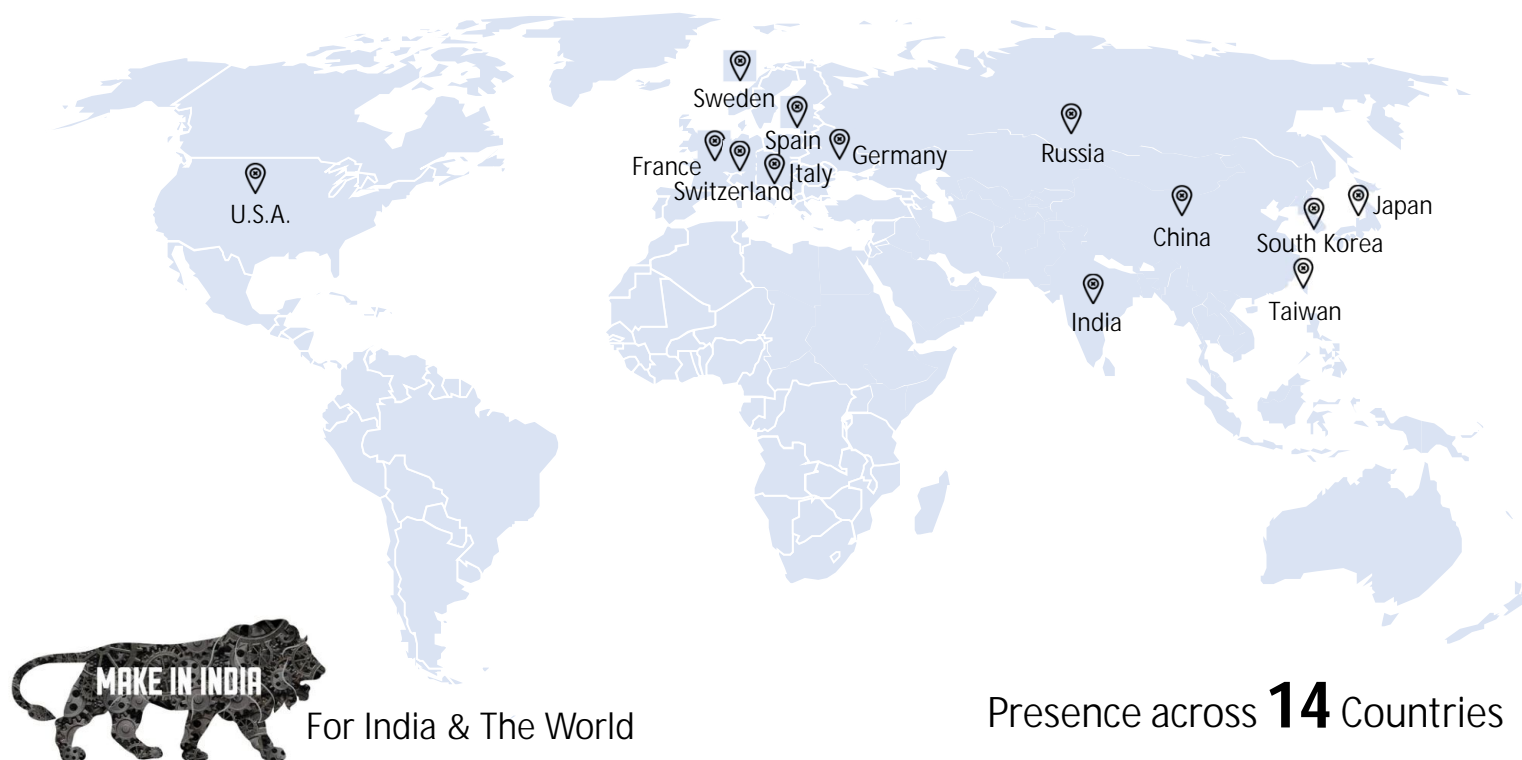 Sweden
Spain
Germany
France
Switzerland
Italy
Russia
U.S.A.
China
South Korea
Japan
India
Taiwan
MAKE IN INDIA
For India & The World
Presence across 14 Countries